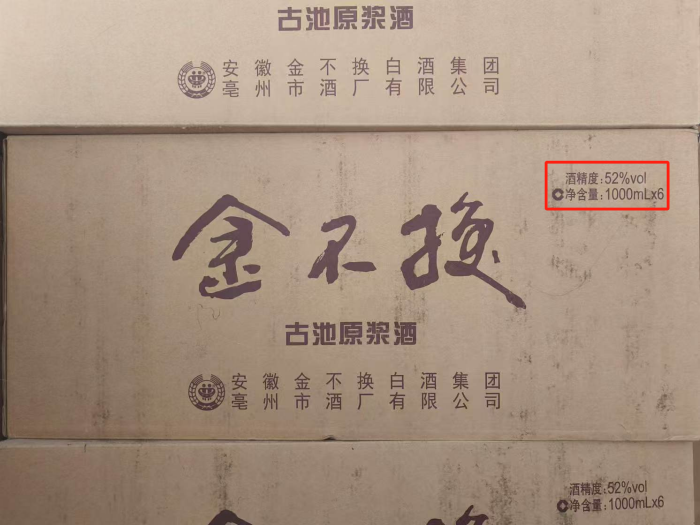 古池原浆酒
安徽金不换白酒集团
亳州市酒厂有限公司
酒精度:52%vol
净含量:1000mLx6
金不换
古池原浆酒
安徽金不换白酒集团
亳州市酒厂有限公司
酒精度:52%vol
净含量:1000mLx6